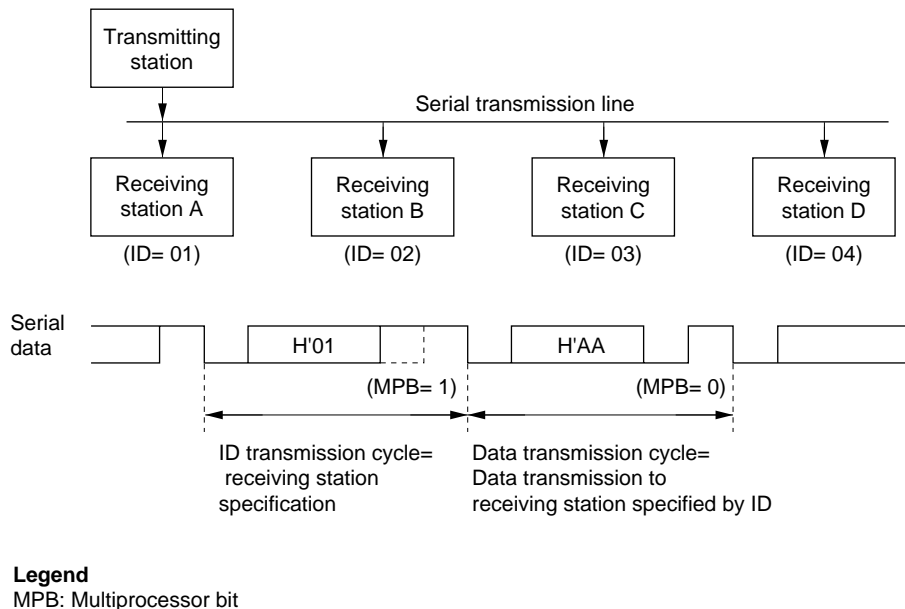 Transmitting
station
Serial transmission line
Receiving
station A
Receiving
station B
Receiving
station C
Receiving
station D
(ID= 01)
(ID= 02)
(ID= 03)
(ID= 04)
Serial
data
H'01
H'AA
(MPB= 1)
(MPB= 0)
ID transmission cycle=
receiving station
specification
Data transmission cycle=
Data transmission to
receiving station specified by ID
Legend
MPB: Multiprocessor bit